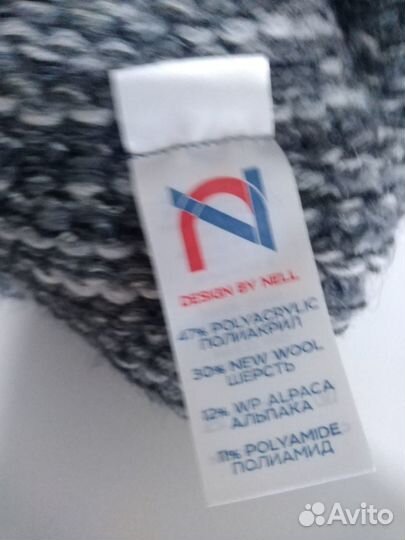 DESIGN BY NELL
47% POLYACRYLIC
ПОЛИАКРИЛ
30% NEW WOOL
ШЕРСТЬ
12% WP ALPACA
АЛЬПАКА
11% POLYAMIDE
ПОЛИАМИД
Avito